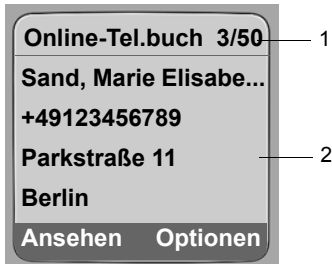 Online-Tel.buch 3/50 1
Sand, Marie Elisabe...
+49123456789
Parkstraße 11 2
Berlin
Ansehen Optionen